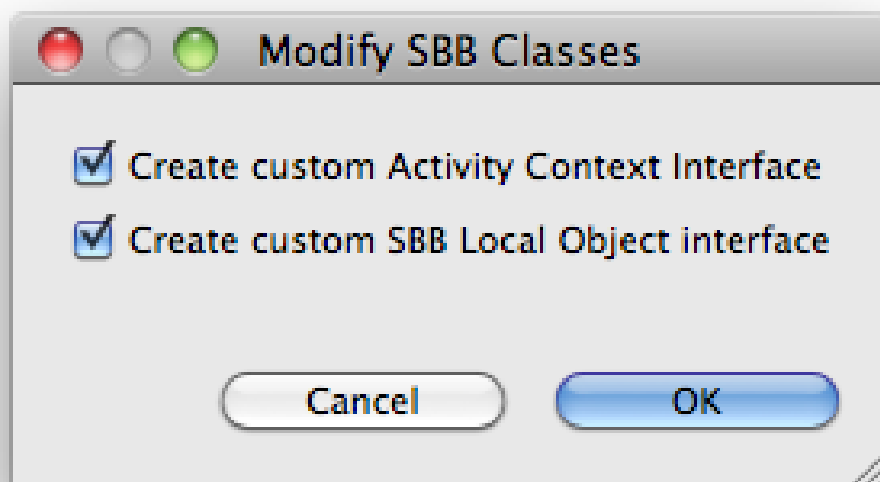 Modify SBB Classes
Create custom Activity Context Interface
Create custom SBB Local Object interface
Cancel OK